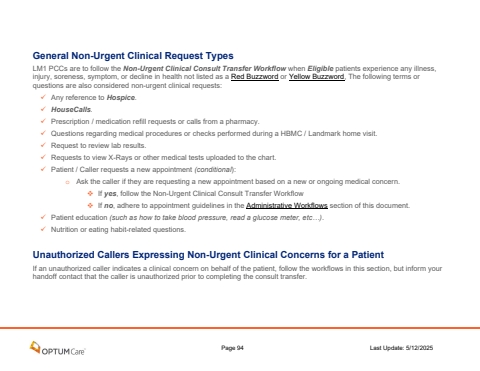 General Non-Urgent Clinical Request Types
LM1 PCCs are to follow the Non-Urgent Clinical Consult Transfer Workflow when Eligible patients experience any illness,
injury, soreness, symptom, or decline in health not listed as a Red Buzzword or Yellow Buzzword. The following terms or
questions are also considered non-urgent clinical requests:
✓ Any reference to Hospice.
✓ HouseCalls.
✓ Prescription / medication refill requests or calls from a pharmacy.
✓ Questions regarding medical procedures or checks performed during a HBMC / Landmark home visit.
✓ Request to review lab results.
✓ Requests to view X-Rays or other medical tests uploaded to the chart.
✓ Patient / Caller requests a new appointment (conditional):
o Ask the caller if they are requesting a new appointment based on a new or ongoing medical concern.
❖ If yes, follow the Non-Urgent Clinical Consult Transfer Workflow
❖ If no, adhere to appointment guidelines in the Administrative Workflows section of this document.
✓ Patient education (such as how to take blood pressure, read a glucose meter, etc…).
✓ Nutrition or eating habit-related questions.
Unauthorized Callers Expressing Non-Urgent Clinical Concerns for a Patient
If an unauthorized caller indicates a clinical concern on behalf of the patient, follow the workflows in this section, but inform your
handoff contact that the caller is unauthorized prior to completing the consult transfer.
OPTUMCare Page 94 Last Update: 5/12/2025